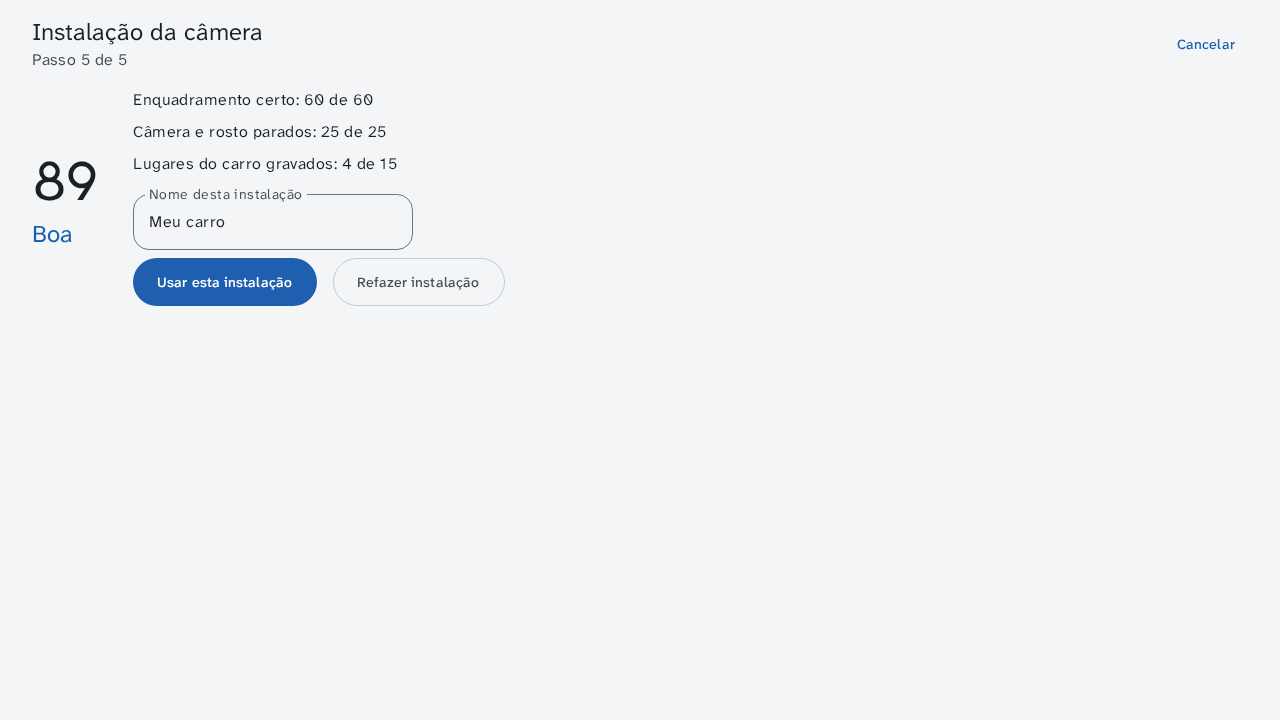 Instalação da câmera
Passo 5 de 5
Cancelar
Enquadramento certo: 60 de 60
Câmera e rosto parados: 25 de 25
Lugares do carro gravados: 4 de 15
89
Boa
Nome desta instalação
Meu carro
Usar esta instalação
Refazer instalação